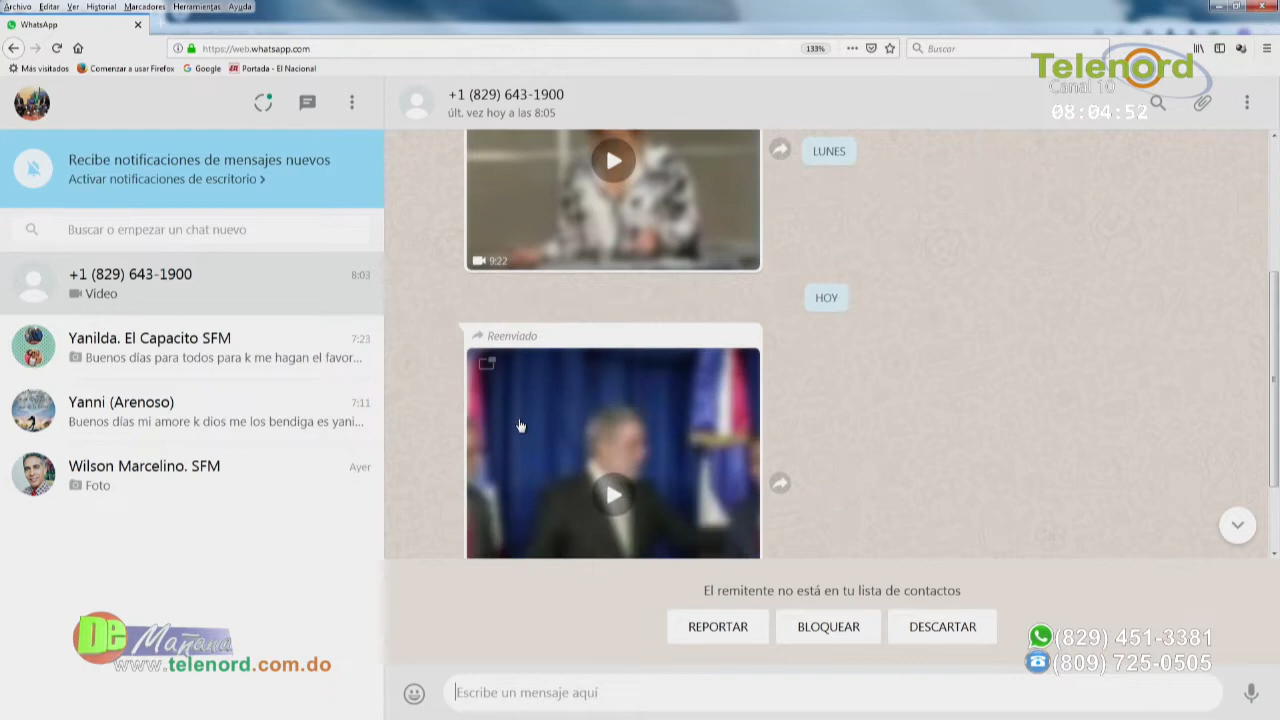 Archivo Editar Ver Historial Marcadores Herramientas Ayuda
WhatsApp
https://web.whatsapp.com
133%
Buscar
Más visitados Comenzar a usar Firefox Google Portada - El Nacional
Telenord
Canal 10
08:04:52
+1 (829) 643-1900
últ. vez hoy a las 8:05
Recibe notificaciones de mensajes nuevos
Activar notificaciones de escritorio >
Buscar o empezar un chat nuevo
+1 (829) 643-1900 8:03
Video
Yanilda. El Capacito SFM 7:23
Buenos días para todos para k me hagan el favor...
Yanni (Arenoso) 7:11
Buenos días mi amore k dios me los bendiga es yani...
Wilson Marcelino. SFM Ayer
Foto
LUNES
9:22
HOY
Reenviado
El remitente no está en tu lista de contactos
REPORTAR BLOQUEAR DESCARTAR
Escribe un mensaje aquí
De Mañana
www.telenord.com.do
(829) 451-3381
(809) 725-0505